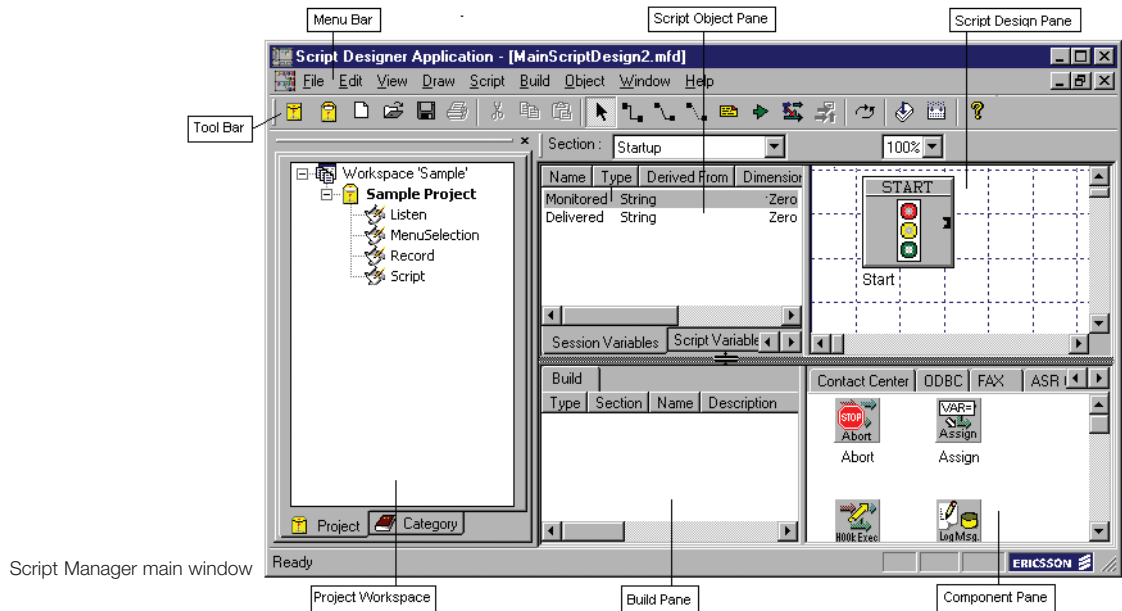 Menu Bar
Script Object Pane
Script Design Pane
Script Designer Application - [MainScriptDesign2.mfd]
File Edit View Draw Script Build Object Window Help
Tool Bar
Section : Startup 100%
Workspace 'Sample'
Sample Project
Listen
MenuSelection
Record
Script
Project Category
Name Type Derived From Dimension
Monitored String Zero
Delivered String Zero
Session Variables Script Variable
START
Start
Build
Type Section Name Description
Contact Center ODBC FAX ASR
STOP
Abort
Abort
VAR=
Assign
Assign
HOOk Exec
LogMsg.
Ready
ERICSSON
Script Manager main window
Project Workspace
Build Pane
Component Pane